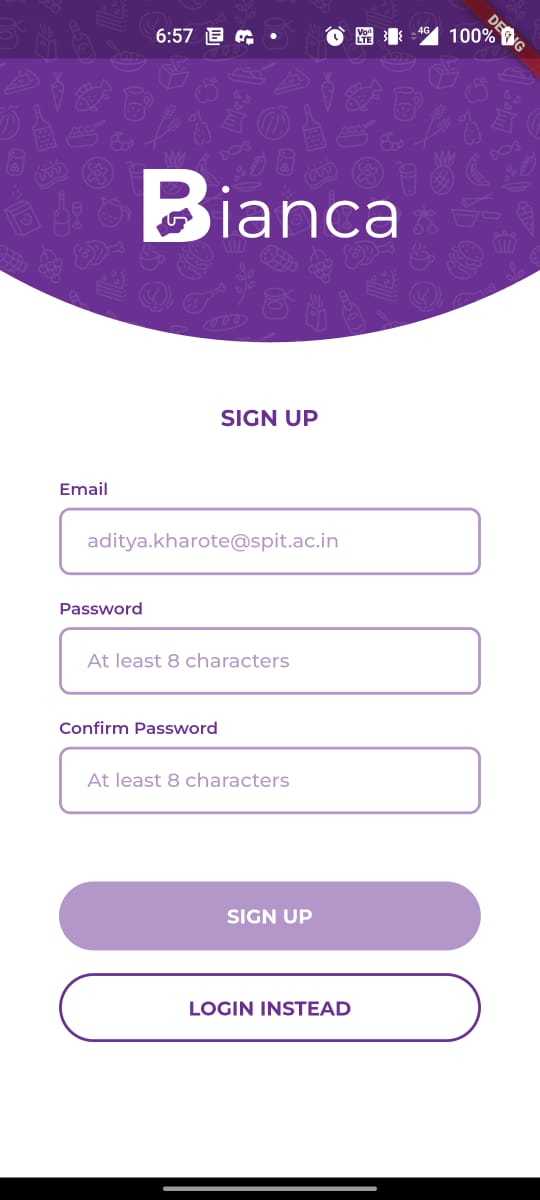 6:57 VoD LTE 4G 100%
DEBUG
Bianca
SIGN UP
Email
aditya.kharote@spit.ac.in
Password
At least 8 characters
Confirm Password
At least 8 characters
SIGN UP
LOGIN INSTEAD